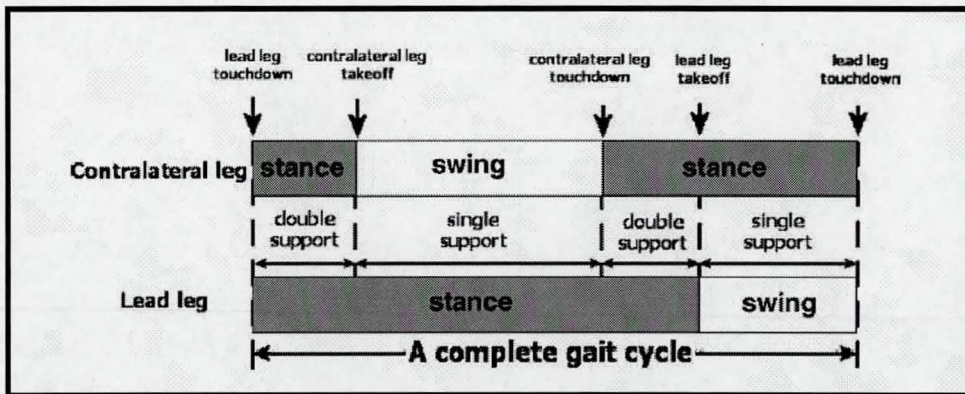 lead leg touchdown
contralateral leg takeoff
contralateral leg touchdown
lead leg takeoff
lead leg touchdown
Contralateral leg
stance
swing
stance
double support
single support
double support
single support
Lead leg
stance
swing
A complete gait cycle